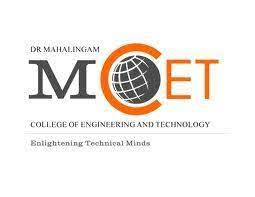 DR MAHALINGAM
MCET
COLLEGE OF ENGINEERING AND TECHNOLOGY
Enlightening Technical Minds